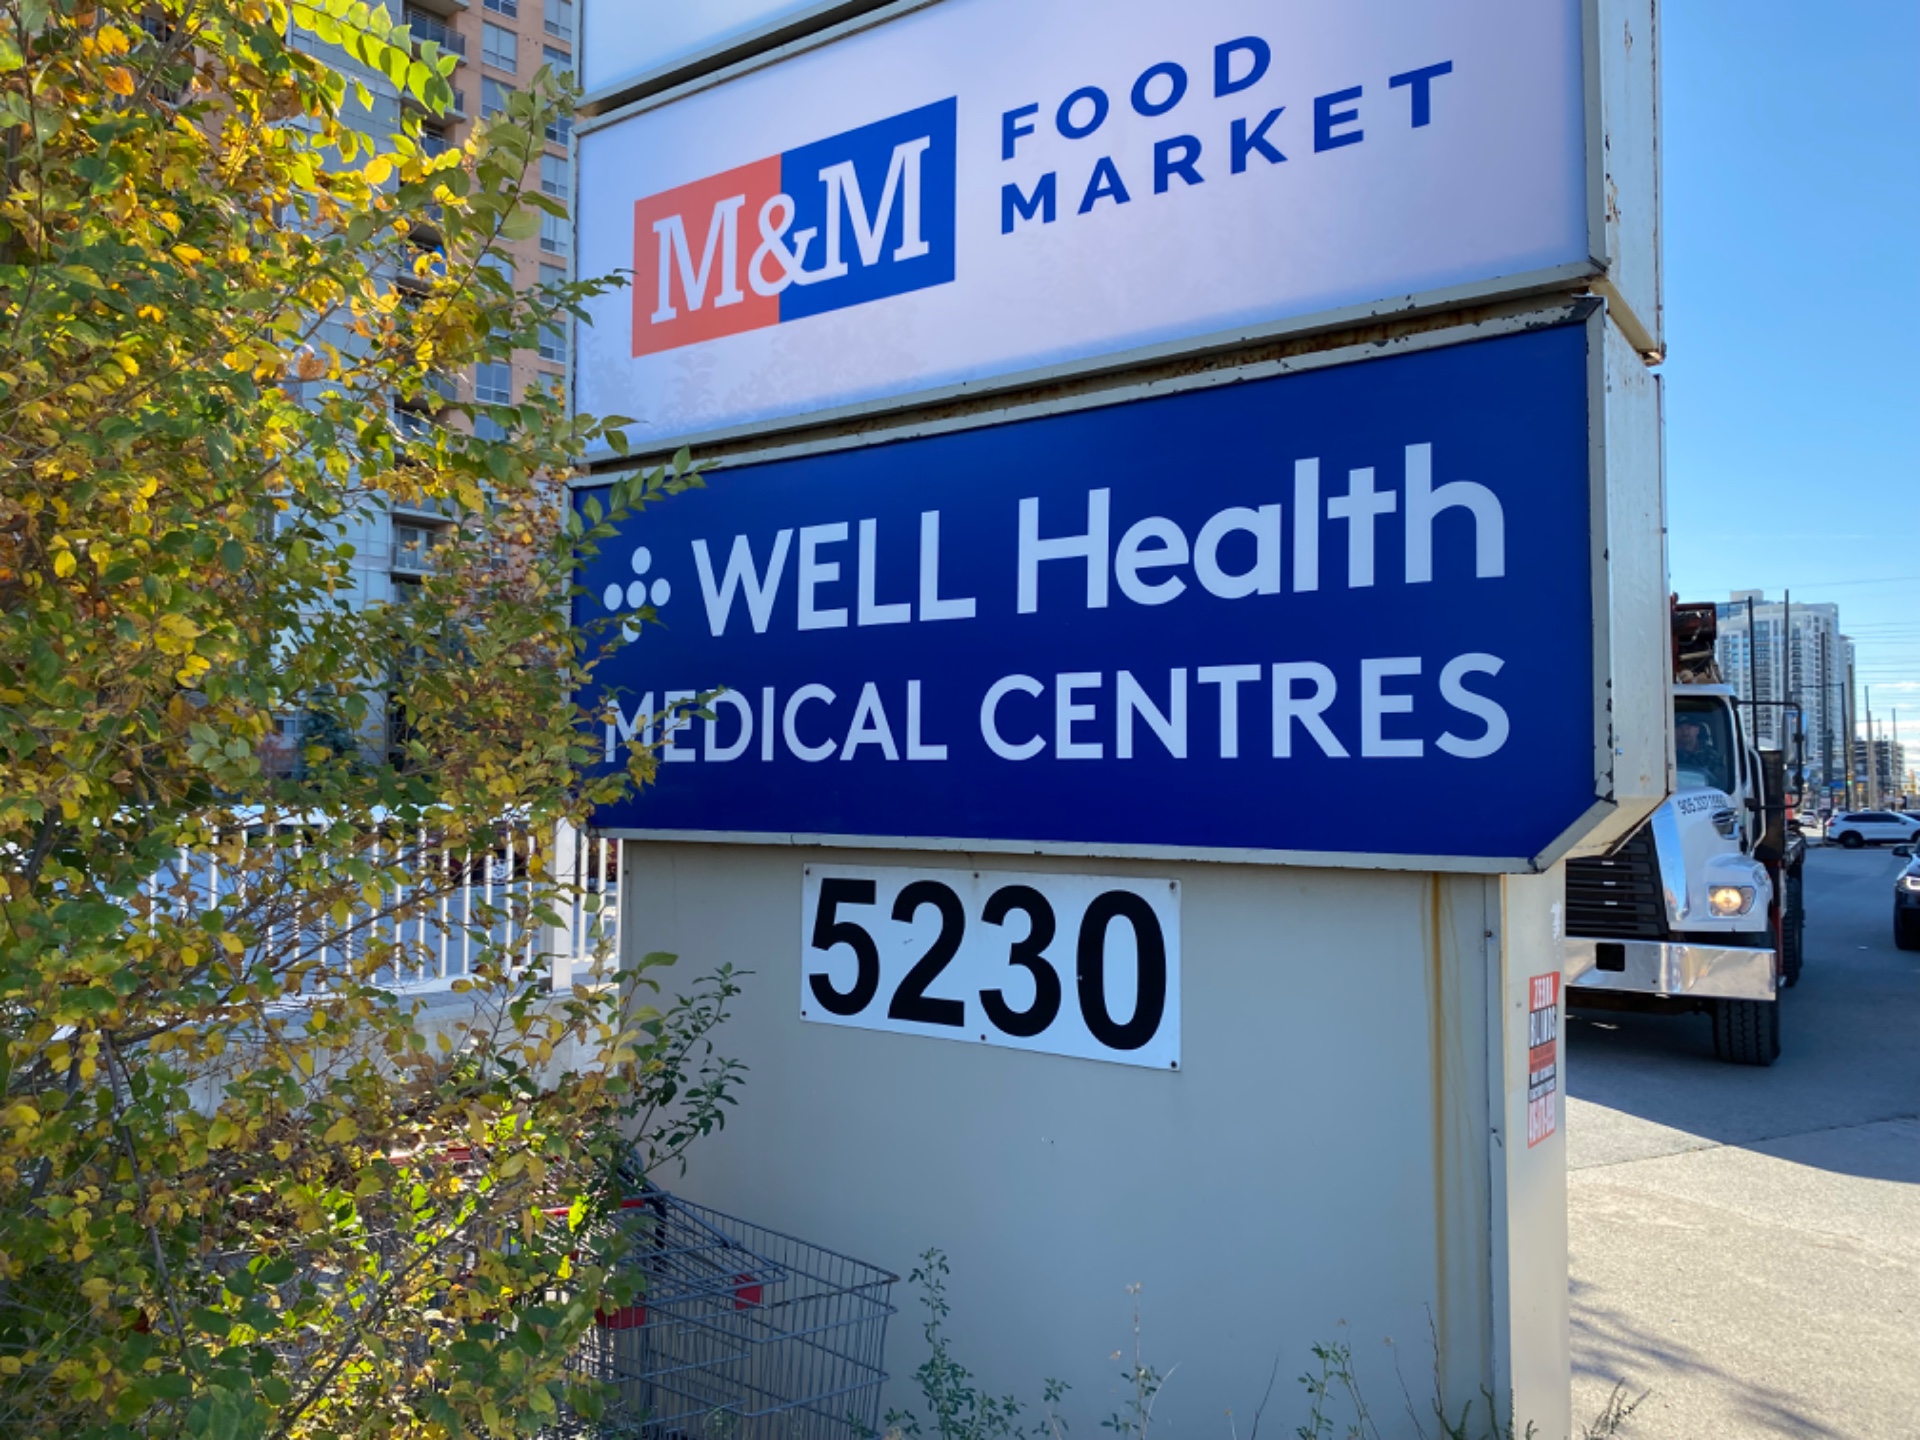 M&M
FOOD
MARKET
WELL Health
MEDICAL CENTRES
5230